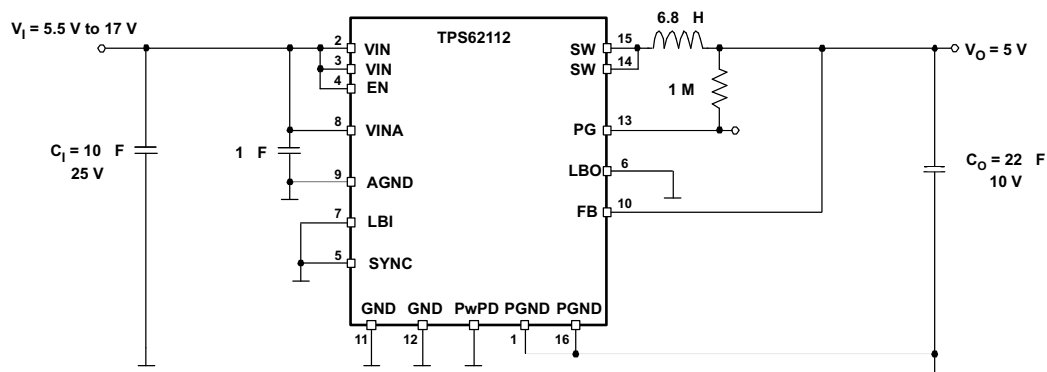 V_I = 5.5 V to 17 V
TPS62112
6.8 H
V_O = 5 V
2 VIN
3 VIN
4 EN
8 VINA
9 AGND
7 LBI
5 SYNC
SW 15
SW 14
1 M
PG 13
LBO 6
FB 10
C_I = 10 F
25 V
1 F
C_O = 22 F
10 V
GND GND PwPD PGND PGND
11 12 1 16